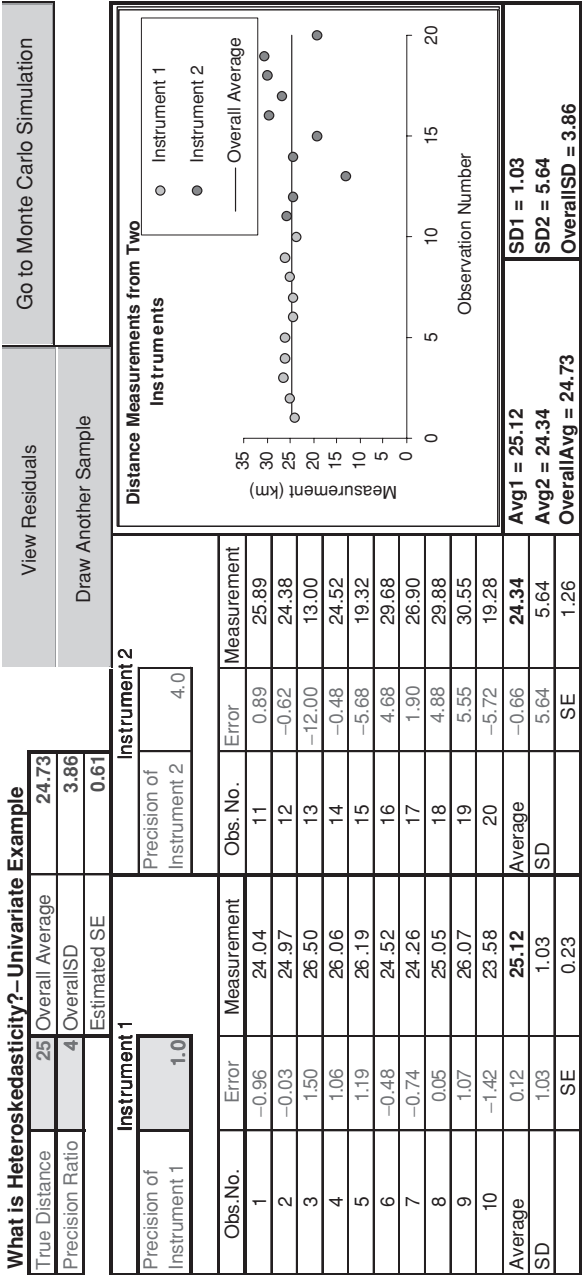 What is Heteroskedasticity?–Univariate Example
True Distance 25 Overall Average 24.73
Precision Ratio 4 OverallSD 3.86
Estimated SE 0.61
View Residuals
Go to Monte Carlo Simulation
Draw Another Sample
Instrument 1
Instrument 2
Precision of Instrument 1 1.0
Precision of Instrument 2 4.0
Obs.No. Error Measurement Obs. No. Error Measurement
1 –0.96 24.04 11 0.89 25.89
2 –0.03 24.97 12 –0.62 24.38
3 1.50 26.50 13 –12.00 13.00
4 1.06 26.06 14 –0.48 24.52
5 1.19 26.19 15 –5.68 19.32
6 –0.48 24.52 16 4.68 29.68
7 –0.74 24.26 17 1.90 26.90
8 0.05 25.05 18 4.88 29.88
9 1.07 26.07 19 5.55 30.55
10 –1.42 23.58 20 –5.72 19.28
Average 0.12 25.12 Average –0.66 24.34
SD 1.03 1.03 SD 5.64 5.64
SE 0.23 SE 1.26
Distance Measurements from Two
Instruments
Instrument 1
Instrument 2
Overall Average
Measurement (km)
35
30
25
20
15
10
5
0
0 5 10 15 20
Observation Number
Avg1 = 25.12 SD1 = 1.03
Avg2 = 24.34 SD2 = 5.64
OverallAvg = 24.73 OverallSD = 3.86